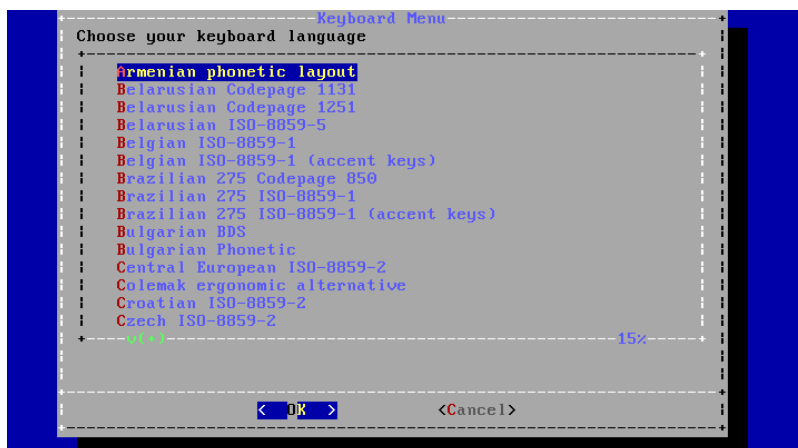 Keyboard Menu
Choose your keyboard language
Armenian phonetic layout
Belarusian Codepage 1131
Belarusian Codepage 1251
Belarusian ISO-8859-5
Belgian ISO-8859-1
Belgian ISO-8859-1 (accent keys)
Brazilian 275 Codepage 850
Brazilian 275 ISO-8859-1
Brazilian 275 ISO-8859-1 (accent keys)
Bulgarian BDS
Bulgarian Phonetic
Central European ISO-8859-2
Colemak ergonomic alternative
Croatian ISO-8859-2
Czech ISO-8859-2
v(+) 15%
< OK > <Cancel>